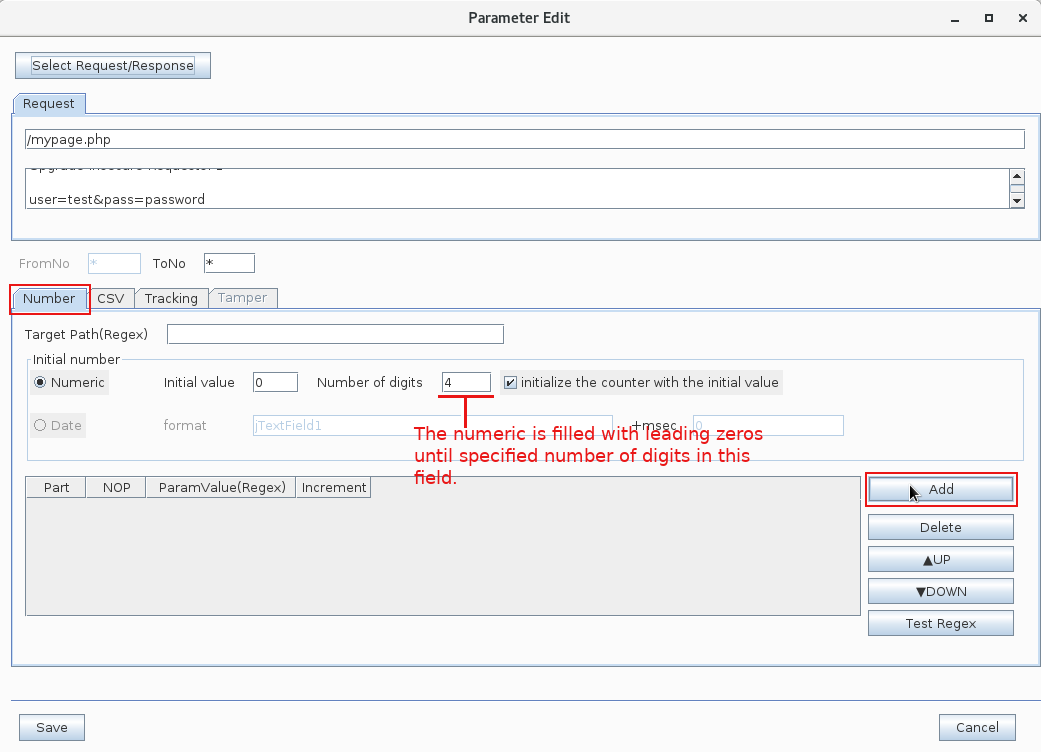 Parameter Edit
Select Request/Response
Request
/mypage.php
user=test&pass=password
FromNo * ToNo *
Number CSV Tracking Tamper
Target Path(Regex)
Initial number
Numeric Initial value 0 Number of digits 4 initialize the counter with the initial value
Date format jTextField1 +msec 0
The numeric is filled with leading zeros
until specified number of digits in this
field.
Part NOP ParamValue(Regex) Increment
Add
Delete
▲UP
▼DOWN
Test Regex
Save Cancel